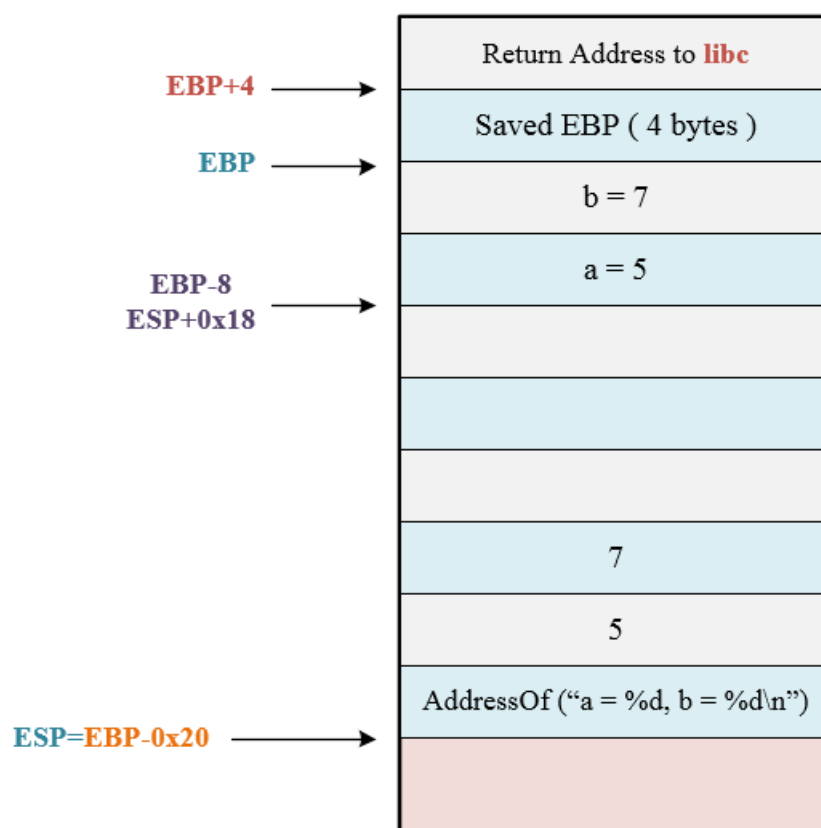 Return Address to libc
EBP+4
Saved EBP ( 4 bytes )
EBP
b = 7
a = 5
EBP-8
ESP+0x18
7
5
AddressOf (“a = %d, b = %d\n”)
ESP=EBP-0x20